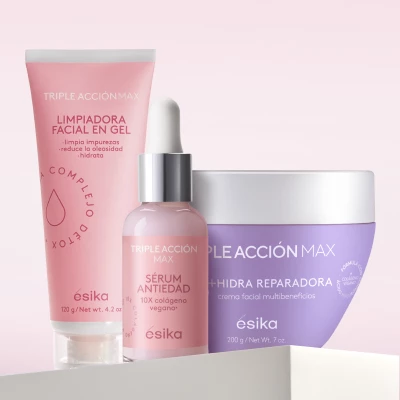 TRIPLE ACCIÓN MAX
LIMPIADORA
FACIAL EN GEL
-limpia impurezas
-reduce la oleosidad
-hidrata
COMPLEJO DÉTOX
ésika
120 g / Net wt. 4.2 oz
TRIPLE ACCIÓN
MAX
SÉRUM
ANTIEDAD
10X colágeno
vegano+
ésika
PLE ACCIÓN MAX
+HIDRA REPARADORA
crema facial multibeneficios
ésika
200 g / Net Wt. 7 oz.